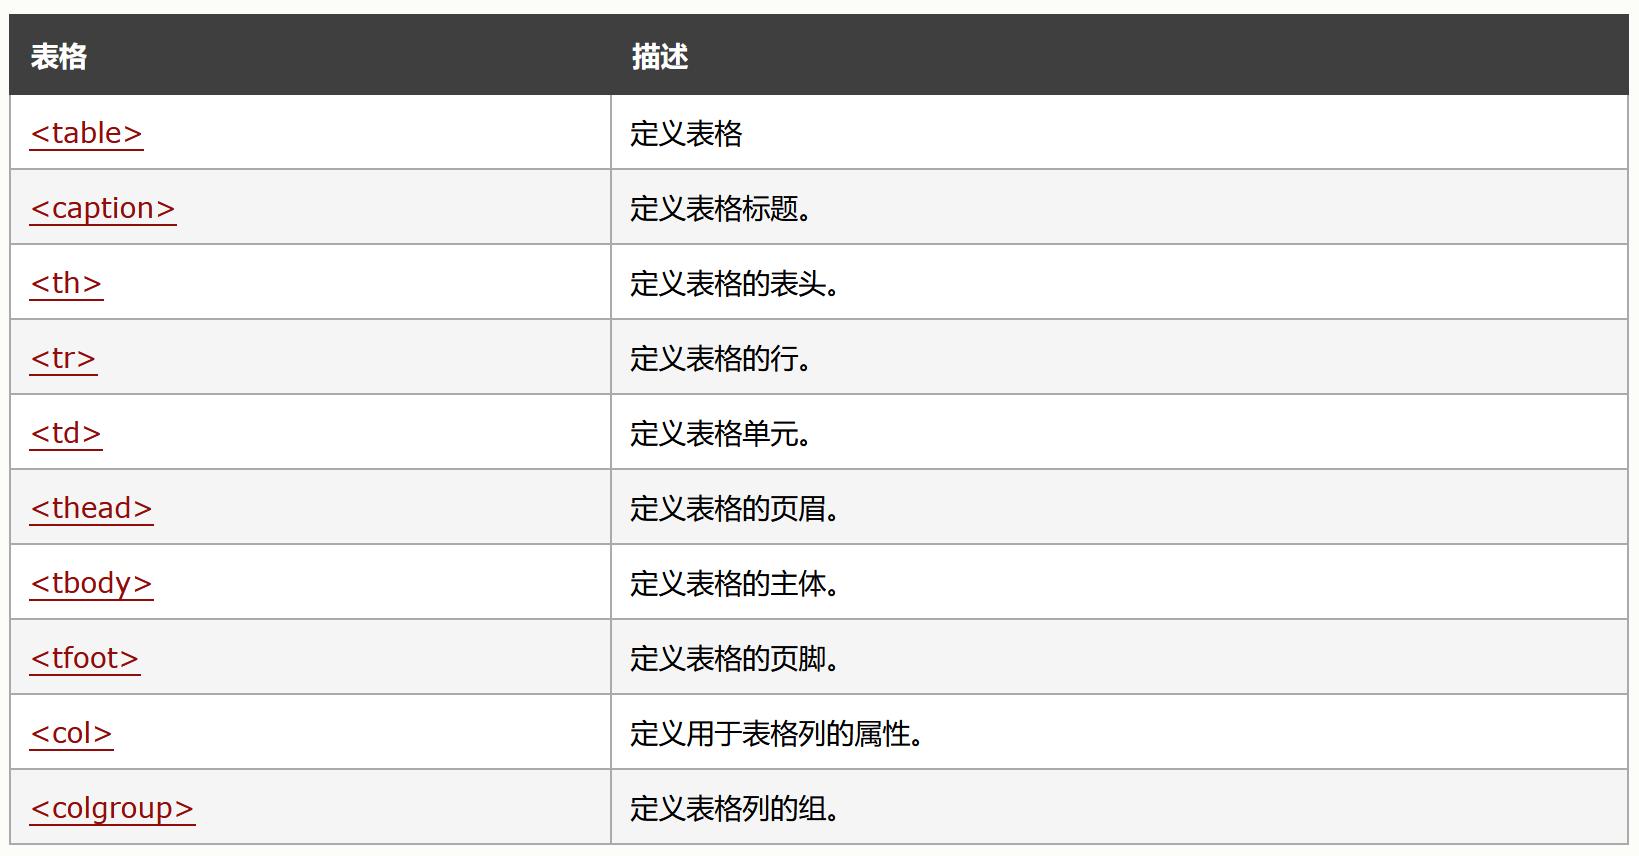 表格 描述
<table> 定义表格
<caption> 定义表格标题。
<th> 定义表格的表头。
<tr> 定义表格的行。
<td> 定义表格单元。
<thead> 定义表格的页眉。
<tbody> 定义表格的主体。
<tfoot> 定义表格的页脚。
<col> 定义用于表格列的属性。
<colgroup> 定义表格列的组。